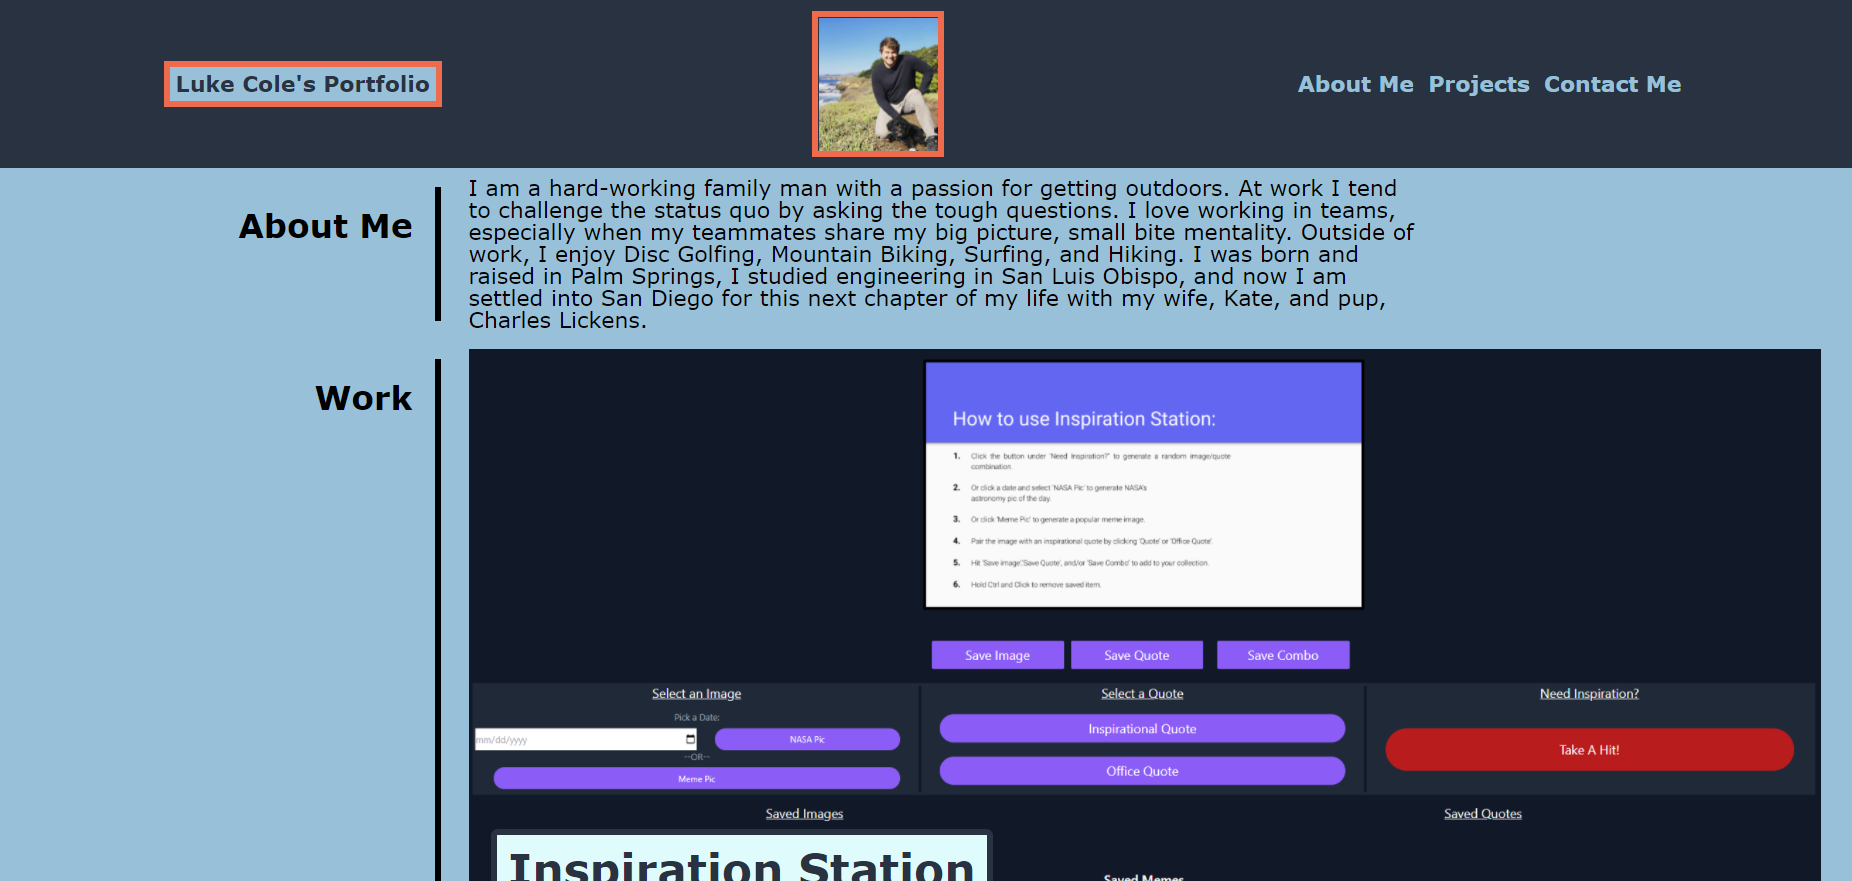 Luke Cole's Portfolio
About Me Projects Contact Me
About Me
I am a hard-working family man with a passion for getting outdoors. At work I tend
to challenge the status quo by asking the tough questions. I love working in teams,
especially when my teammates share my big picture, small bite mentality. Outside of
work, I enjoy Disc Golfing, Mountain Biking, Surfing, and Hiking. I was born and
raised in Palm Springs, I studied engineering in San Luis Obispo, and now I am
settled into San Diego for this next chapter of my life with my wife, Kate, and pup,
Charles Lickens.
Work
How to use Inspiration Station:
1. Click the button under 'Need Inspiration?' to generate a random image/quote
combination.
2. Or click a date and select 'NASA Pic' to generate NASA's
astronomy pic of the day.
3. Or click 'Meme Pic' to generate a popular meme image.
4. Pair the image with an inspirational quote by clicking 'Quote' or 'Office Quote'.
5. Hit 'Save image','Save Quote', and/or 'Save Combo' to add to your collection.
6. Hold Ctrl and Click to remove saved item.
Save Image Save Quote Save Combo
Select an Image
Pick a Date:
mm/dd/yyyy NASA Pic
--OR--
Meme Pic
Select a Quote
Inspirational Quote
Office Quote
Need Inspiration?
Take A Hit!
Saved Images Saved Quotes
Inspiration Station
Saved Memes